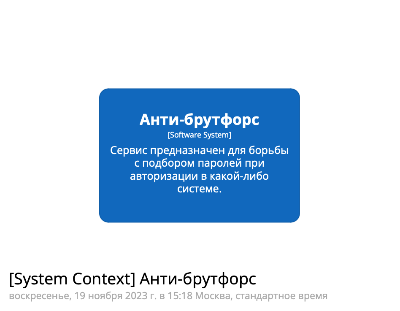 Анти-брутфорс
[Software System]
Сервис предназначен для борьбы
с подбором паролей при
авторизации в какой-либо
системе.
[System Context] Анти-брутфорс
воскресенье, 19 ноября 2023 г. в 15:18 Москва, стандартное время